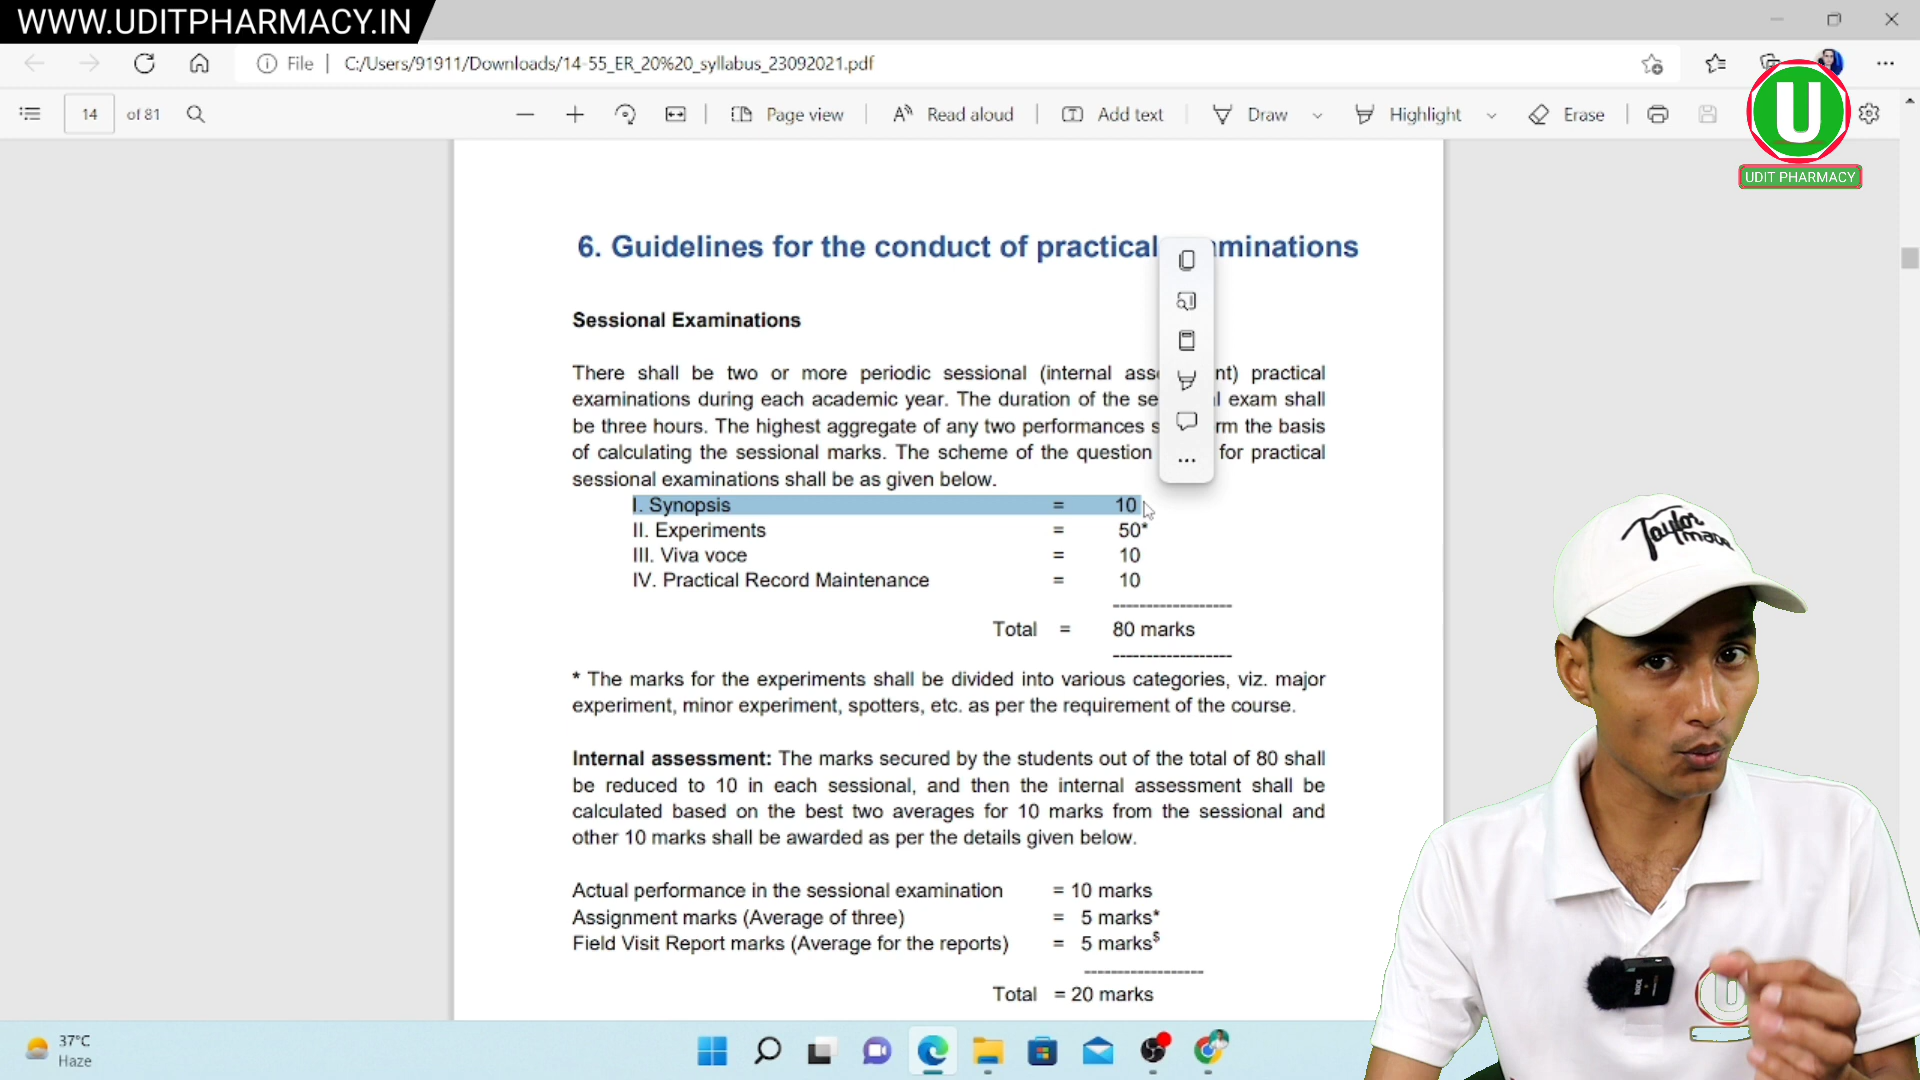 WWW.UDITPHARMACY.IN
File | C:/Users/91911/Downloads/14-55_ER_20%20_syllabus_23092021.pdf
14 of 81 Page view Read aloud Add text Draw Highlight Erase
U
UDIT PHARMACY
6. Guidelines for the conduct of practical minations
Sessional Examinations
There shall be two or more periodic sessional (internal ass nt) practical
examinations during each academic year. The duration of the se l exam shall
be three hours. The highest aggregate of any two performances s rm the basis
of calculating the sessional marks. The scheme of the question for practical
sessional examinations shall be as given below.
I. Synopsis = 10
II. Experiments = 50*
III. Viva voce = 10
IV. Practical Record Maintenance = 10
------------------
Total = 80 marks
------------------
* The marks for the experiments shall be divided into various categories, viz. major
experiment, minor experiment, spotters, etc. as per the requirement of the course.
Internal assessment: The marks secured by the students out of the total of 80 shall
be reduced to 10 in each sessional, and then the internal assessment shall be
calculated based on the best two averages for 10 marks from the sessional and
other 10 marks shall be awarded as per the details given below.
Actual performance in the sessional examination = 10 marks
Assignment marks (Average of three) = 5 marks*
Field Visit Report marks (Average for the reports) = 5 marks$
------------------
Total = 20 marks
Taylor made
U
37°C
Haze